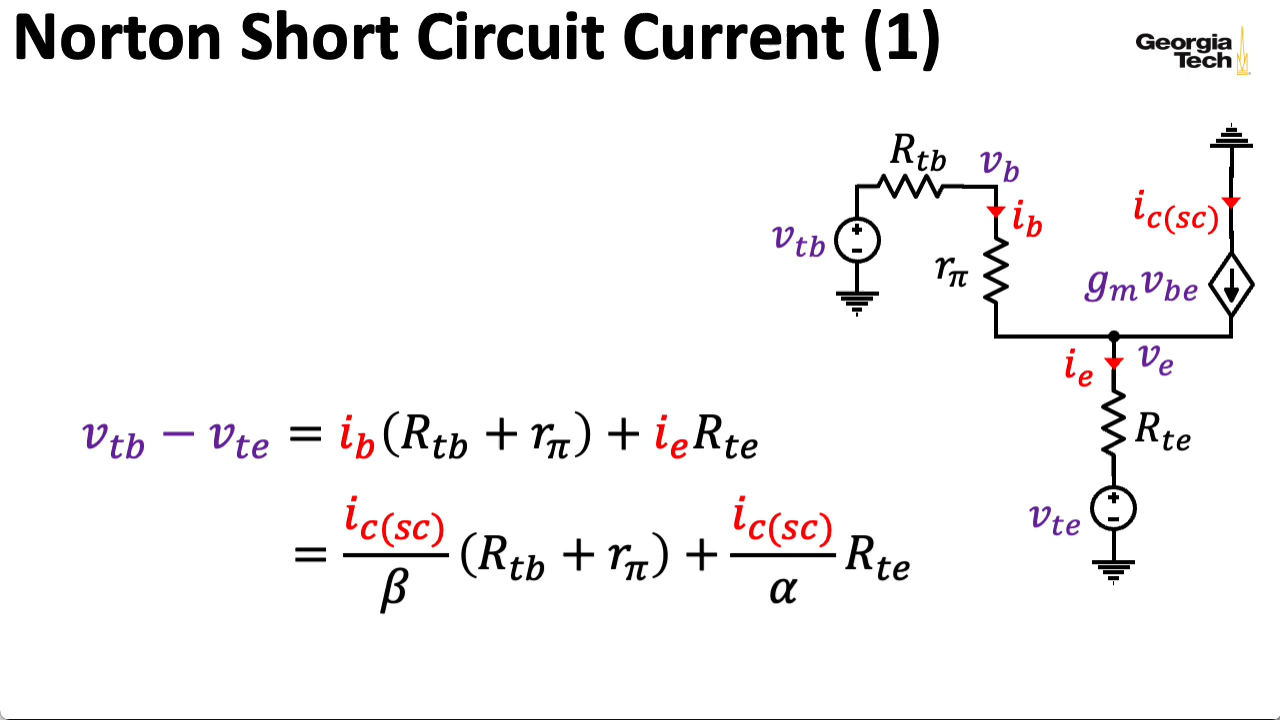 Norton Short Circuit Current (1)
Georgia
Tech
R_tb
v_b
i_b
i_c(sc)
v_tb
+
-
r_π
g_m v_be
i_e
v_e
v_tb − v_te = i_b(R_tb + r_π) + i_e R_te
R_te
= i_c(sc)/β (R_tb + r_π) + i_c(sc)/α R_te
v_te
+
-